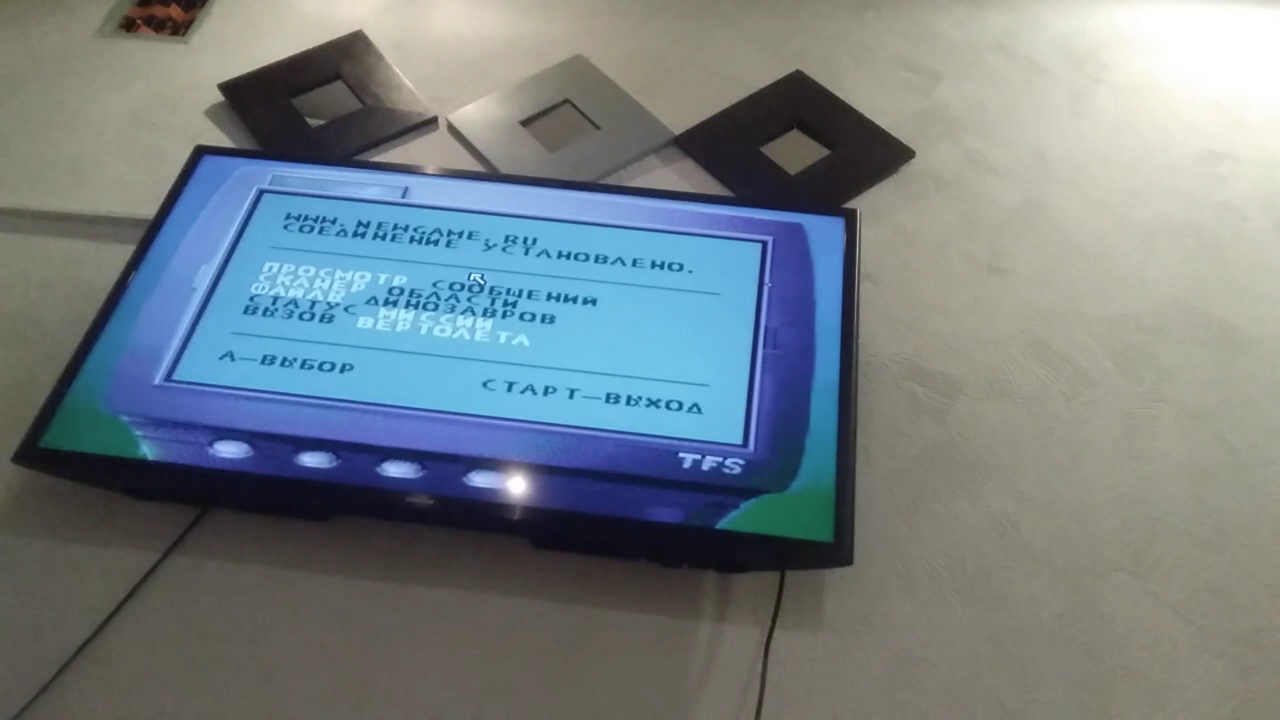 WWW.NEWGAME.RU
СОЕДИНЕНИЕ УСТАНОВЛЕНО.
ПРОСМОТР СООБЩЕНИЙ
СКАНЕР ОБЛАСТИ
ФАЙЛЫ ДИНОЗАВРОВ
СТАТУС МИССИИ
ВЫЗОВ ВЕРТОЛЕТА
А—ВЫБОР
СТАРТ—ВЫХОД
TFS